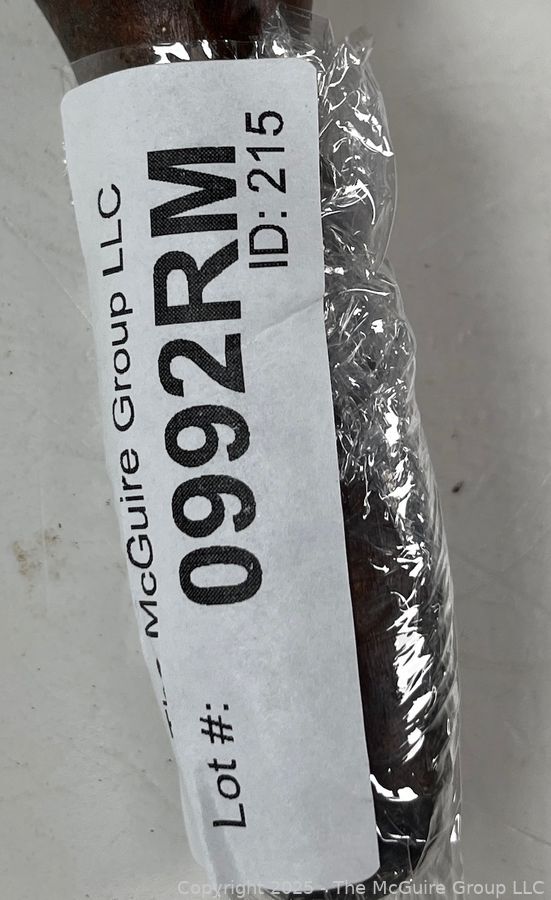 McGuire Group LLC
Lot #: 0992RM
ID: 215
Copyright 2025 - The McGuire Group LLC